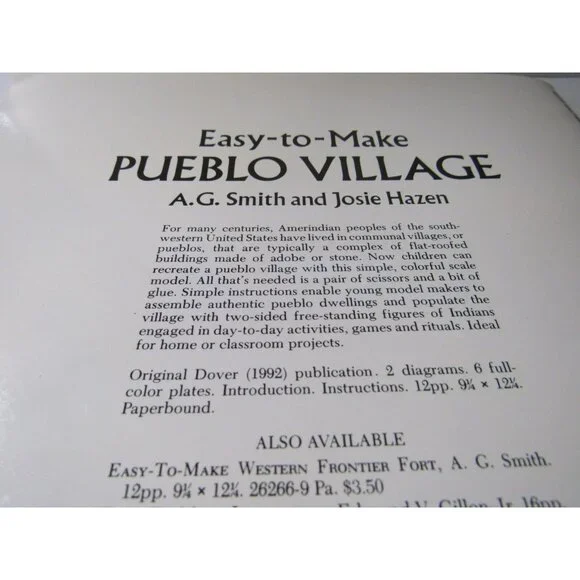 Easy-to-Make
PUEBLO VILLAGE
A.G. Smith and Josie Hazen
For many centuries, Amerindian peoples of the south-
western United States have lived in communal villages, or
pueblos, that are typically a complex of flat-roofed
buildings made of adobe or stone. Now children can
recreate a pueblo village with this simple, colorful scale
model. All that's needed is a pair of scissors and a bit of
glue. Simple instructions enable young model makers to
assemble authentic pueblo dwellings and populate the
village with two-sided free-standing figures of Indians
engaged in day-to-day activities, games and rituals. Ideal
for home or classroom projects.
Original Dover (1992) publication. 2 diagrams. 6 full-
color plates. Introduction. Instructions. 12pp. 9¼ × 12¼.
Paperbound.
ALSO AVAILABLE
EASY-TO-MAKE WESTERN FRONTIER FORT, A. G. Smith.
12pp. 9¼ × 12¼. 26266-9 Pa. $3.50
Edmund V. Gillon, Jr. 16pp.